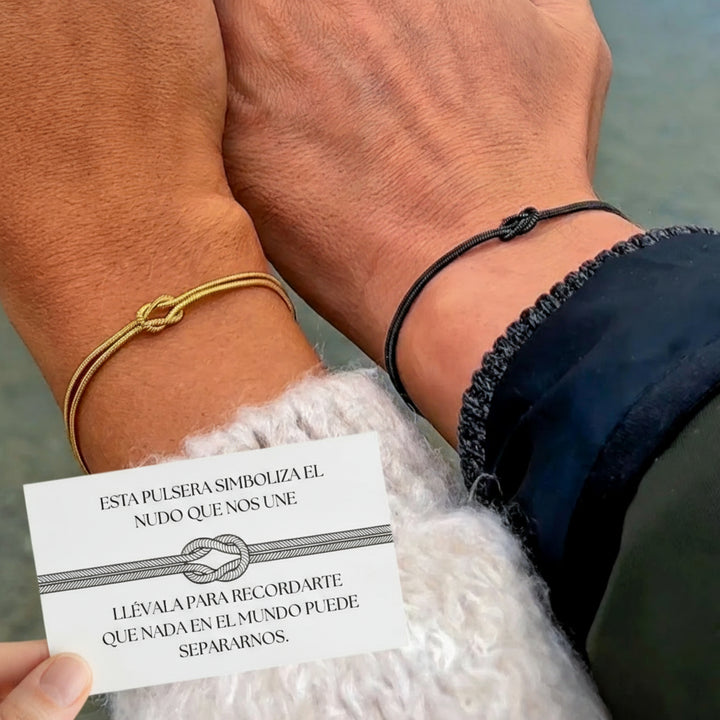 ESTA PULSERA SIMBOLIZA EL
NUDO QUE NOS UNE
LLÉVALA PARA RECORDARTE
QUE NADA EN EL MUNDO PUEDE
SEPARARNOS.